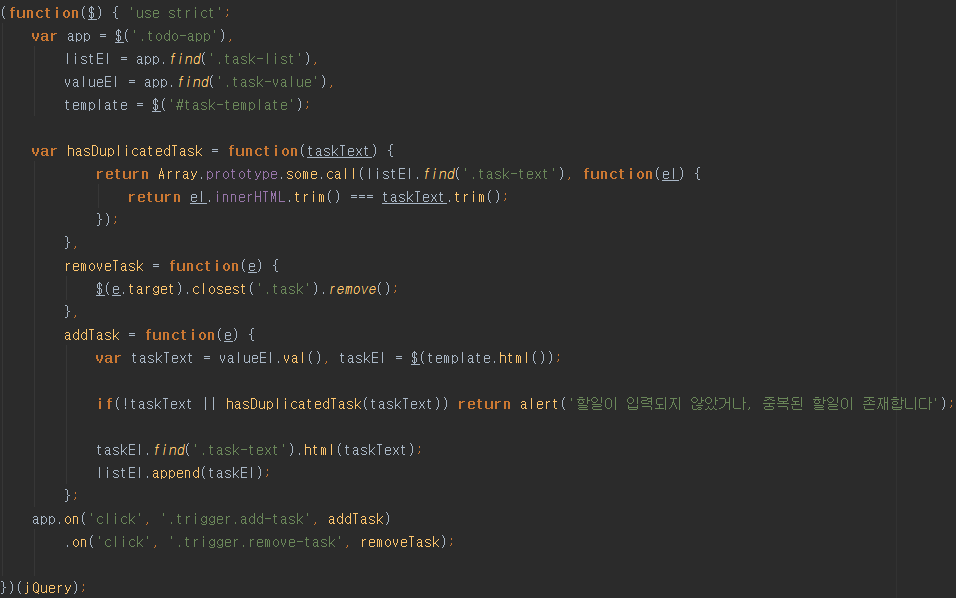 (function($) { 'use strict';
var app = $('.todo-app'),
listEl = app.find('.task-list'),
valueEl = app.find('.task-value'),
template = $('#task-template');
var hasDuplicatedTask = function(taskText) {
return Array.prototype.some.call(listEl.find('.task-text'), function(el) {
return el.innerHTML.trim() === taskText.trim();
});
},
removeTask = function(e) {
$(e.target).closest('.task').remove();
},
addTask = function(e) {
var taskText = valueEl.val(), taskEl = $(template.html());
if(!taskText || hasDuplicatedTask(taskText)) return alert('할일이 입력되지 않았거나, 중복된 할일이 존재합니다');
taskEl.find('.task-text').html(taskText);
listEl.append(taskEl);
};
app.on('click', '.trigger.add-task', addTask)
.on('click', '.trigger.remove-task', removeTask);
})(jQuery);